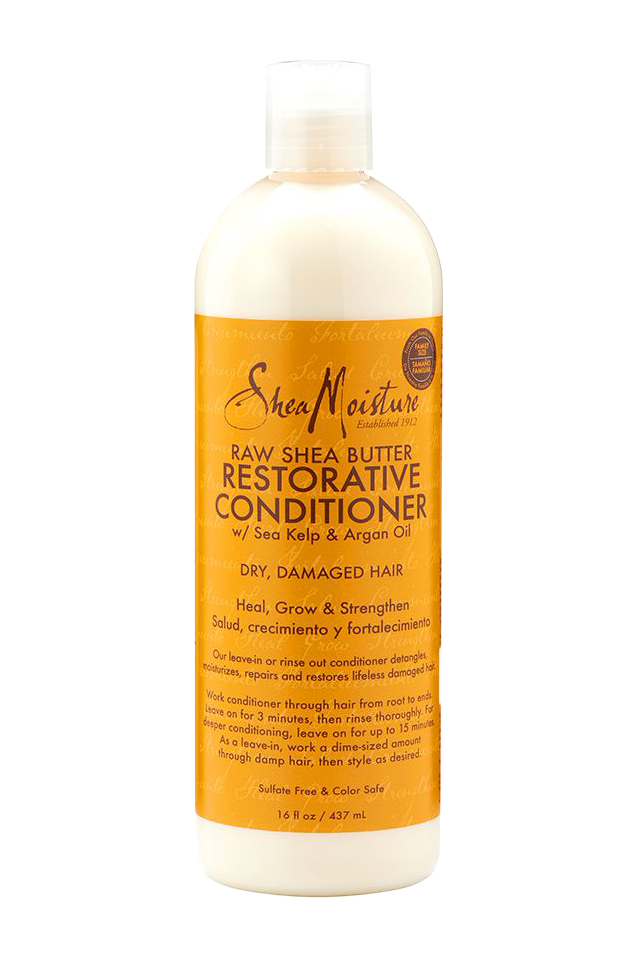 FAMILY
SIZE
TAMAÑO
FAMILIAR
SheaMoisture
Established 1912
RAW SHEA BUTTER
RESTORATIVE
CONDITIONER
w/ Sea Kelp & Argan Oil
DRY, DAMAGED HAIR
Heal, Grow & Strengthen
Salud, crecimiento y fortalecimiento
Our leave-in or rinse out conditioner detangles,
moisturizes, repairs and restores lifeless damaged hair.
Work conditioner through hair from root to ends.
Leave on for 3 minutes, then rinse thoroughly. For
deeper conditioning, leave on for up to 15 minutes.
As a leave-in, work a dime-sized amount
through damp hair, then style as desired.
Sulfate Free & Color Safe
16 fl oz / 437 mL